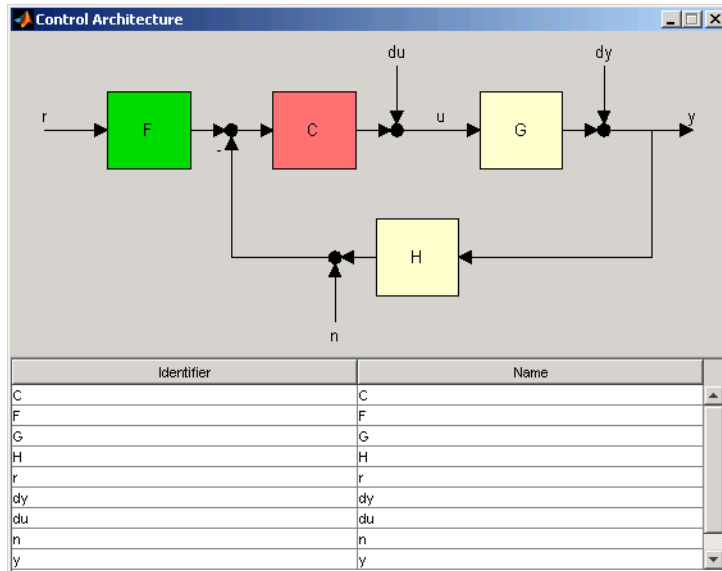 Control Architecture
du
dy
r
F
C
u
G
y
-
H
n
Identifier Name
C C
F F
G G
H H
r r
dy dy
du du
n n
y y